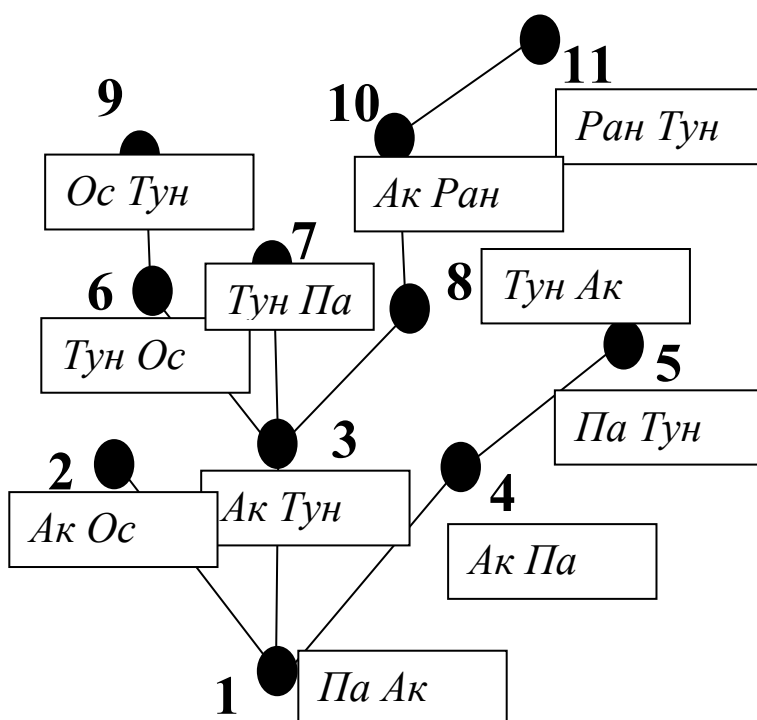 11
Ран Тун
9
10
Ос Тун
Ак Ран
7
8
Тун Ак
6
Тун Па
Тун Ос
5
Па Тун
3
2
4
Ак Тун
Ак Ос
Ак Па
1
Па Ак